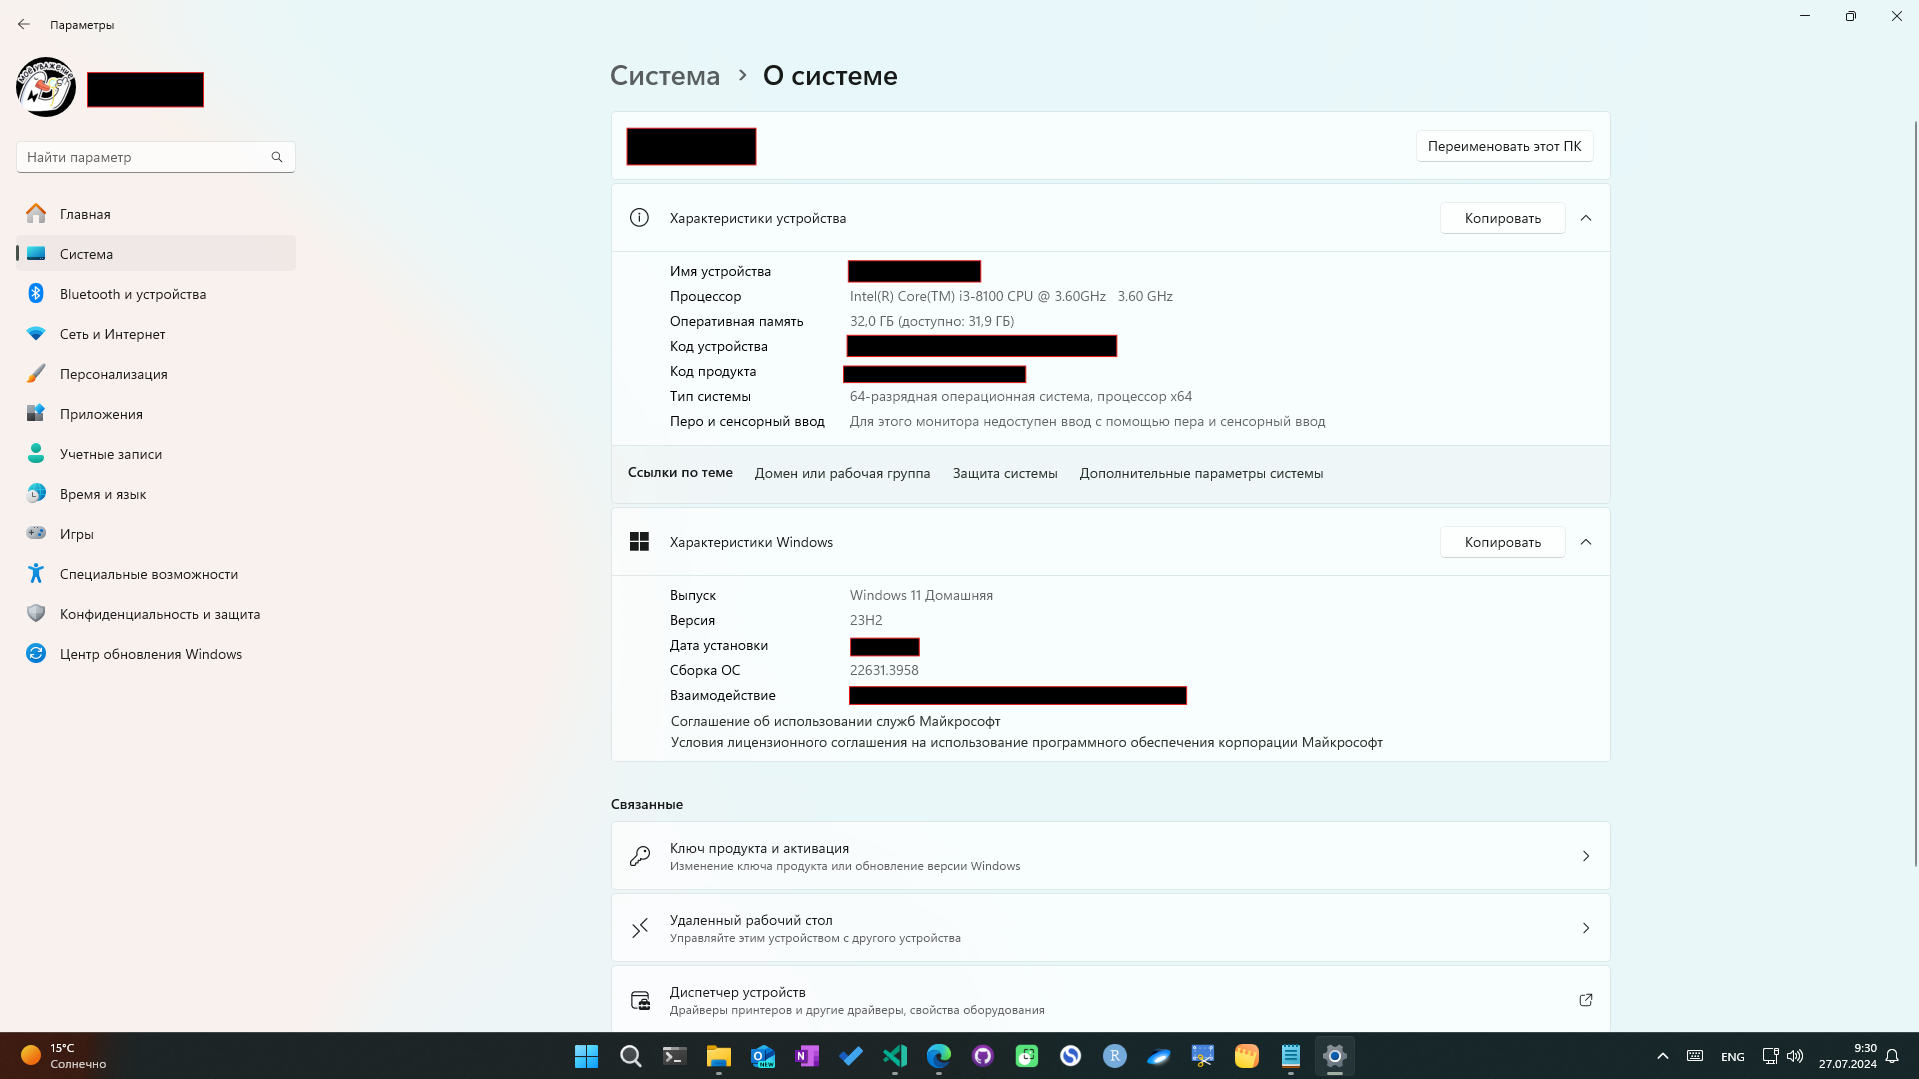 Параметры
МОЁ УВАЖЕНИЕ
Найти параметр
Главная
Система
Bluetooth и устройства
Сеть и Интернет
Персонализация
Приложения
Учетные записи
Время и язык
Игры
Специальные возможности
Конфиденциальность и защита
Центр обновления Windows
Система > О системе
Переименовать этот ПК
Характеристики устройства Копировать
Имя устройства
Процессор Intel(R) Core(TM) i3-8100 CPU @ 3.60GHz 3.60 GHz
Оперативная память 32,0 ГБ (доступно: 31,9 ГБ)
Код устройства
Код продукта
Тип системы 64-разрядная операционная система, процессор x64
Перо и сенсорный ввод Для этого монитора недоступен ввод с помощью пера и сенсорный ввод
Ссылки по теме Домен или рабочая группа Защита системы Дополнительные параметры системы
Характеристики Windows Копировать
Выпуск Windows 11 Домашняя
Версия 23H2
Дата установки
Сборка ОС 22631.3958
Взаимодействие
Соглашение об использовании служб Майкрософт
Условия лицензионного соглашения на использование программного обеспечения корпорации Майкрософт
Связанные
Ключ продукта и активация
Изменение ключа продукта или обновление версии Windows
Удаленный рабочий стол
Управляйте этим устройством с другого устройства
Диспетчер устройств
Драйверы принтеров и другие драйверы, свойства оборудования
15°C
Солнечно
ENG
9:30
27.07.2024